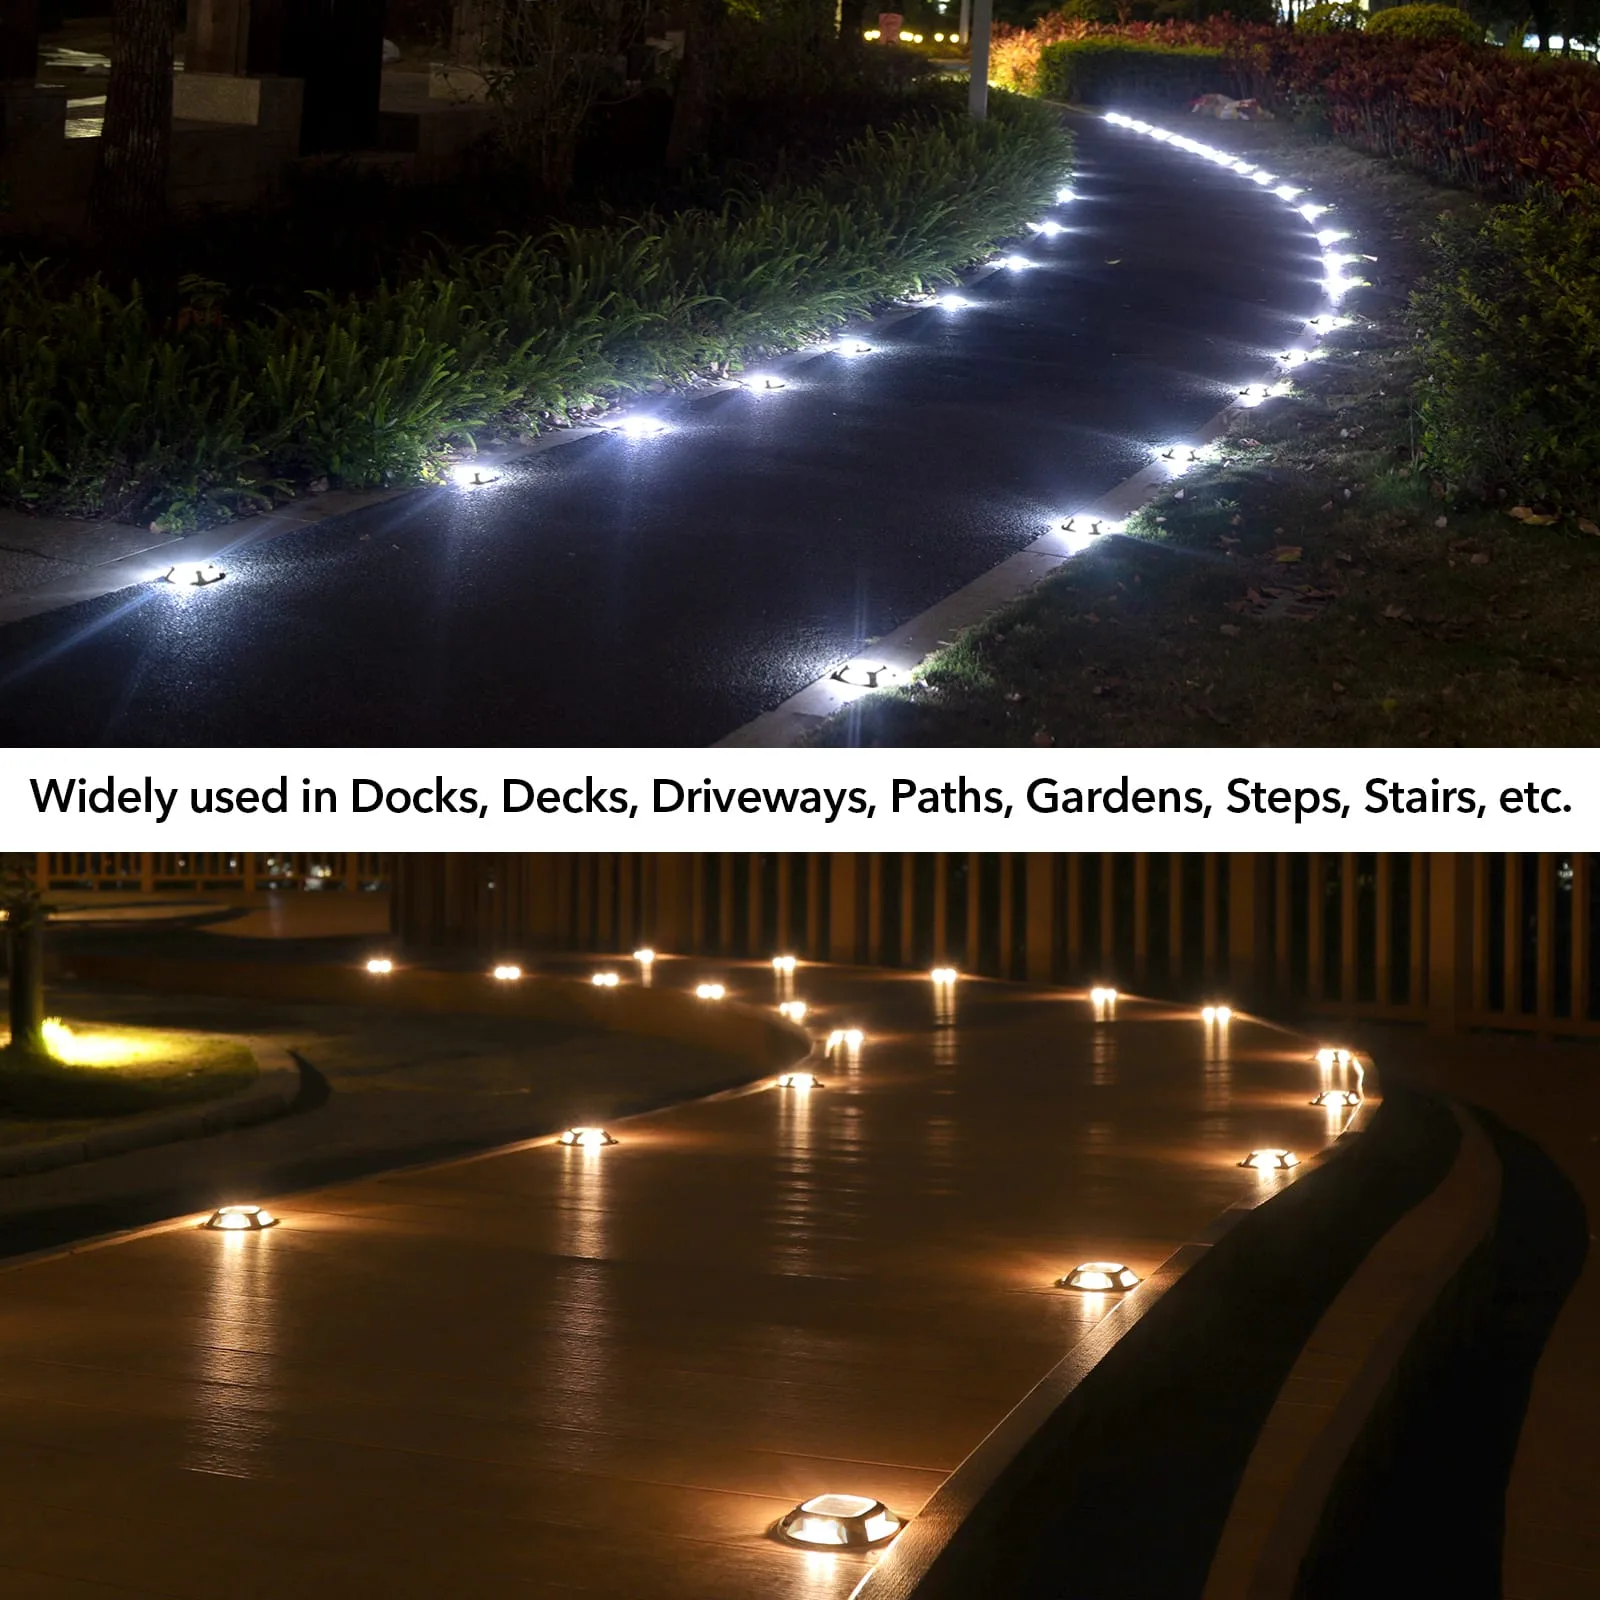 Widely used in Docks, Decks, Driveways, Paths, Gardens, Steps, Stairs, etc.